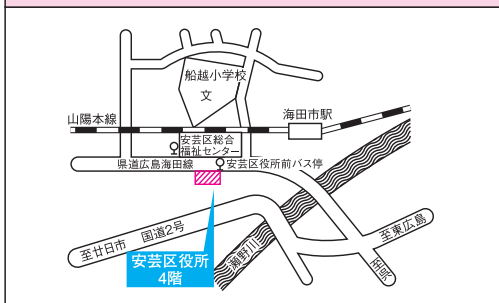 船越小学校
文
山陽本線
海田市駅
安芸区総合
福祉センター
県道広島海田線
安芸区役所前バス停
至廿日市
国道2号
安芸区役所
4階
瀬野川
至呉
至東広島